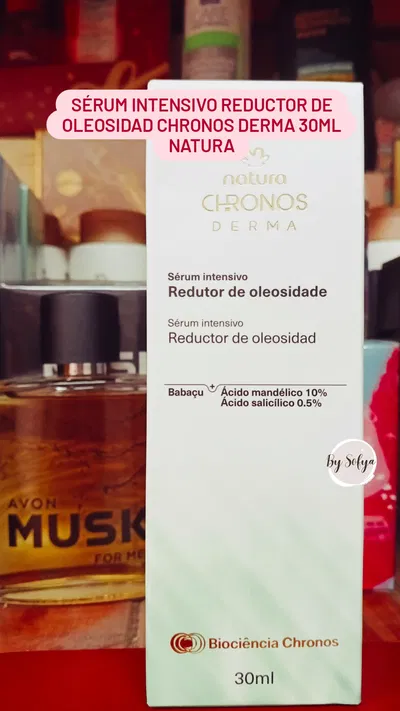 SÉRUM INTENSIVO REDUCTOR DE
OLEOSIDAD CHRONOS DERMA 30ML
NATURA
natura
CHRONOS
DERMA
Sérum intensivo
Redutor de oleosidade
Sérum intensivo
Reductor de oleosidad
Babaçu + Ácido mandélico 10%
Ácido salicílico 0.5%
By Sofya
AVON
MUSK
FOR ME
Biociência Chronos
30ml